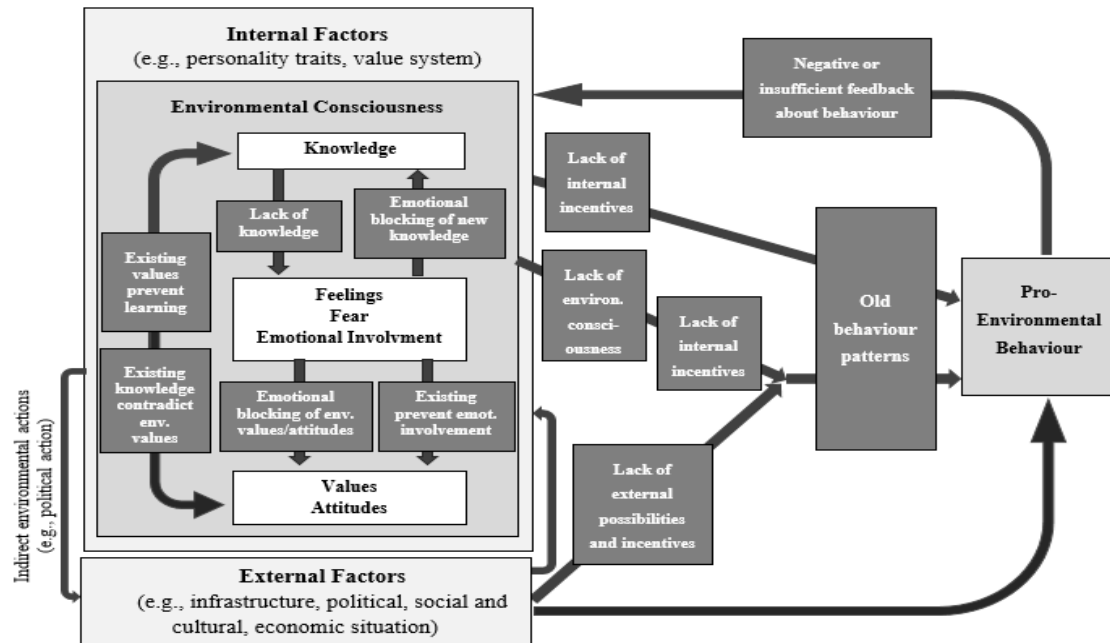 Internal Factors
(e.g., personality traits, value system)
Environmental Consciousness
Knowledge
Lack of
knowledge
Emotional
blocking of new
knowledge
Existing
values
prevent
learning
Feelings
Fear
Emotional Involvment
Existing
knowledge
contradict
env.
values
Emotional
blocking of env.
values/attitudes
Existing
prevent emot.
involvement
Values
Attitudes
Indirect environmental actions
(e.g., political action)
External Factors
(e.g., infrastructure, political, social and
cultural, economic situation)
Negative or
insufficient feedback
about behaviour
Lack of
internal
incentives
Lack of
environ.
consci-
ousness
Lack of
internal
incentives
Lack of
external
possibilities
and incentives
Old
behaviour
patterns
Pro-
Environmental
Behaviour